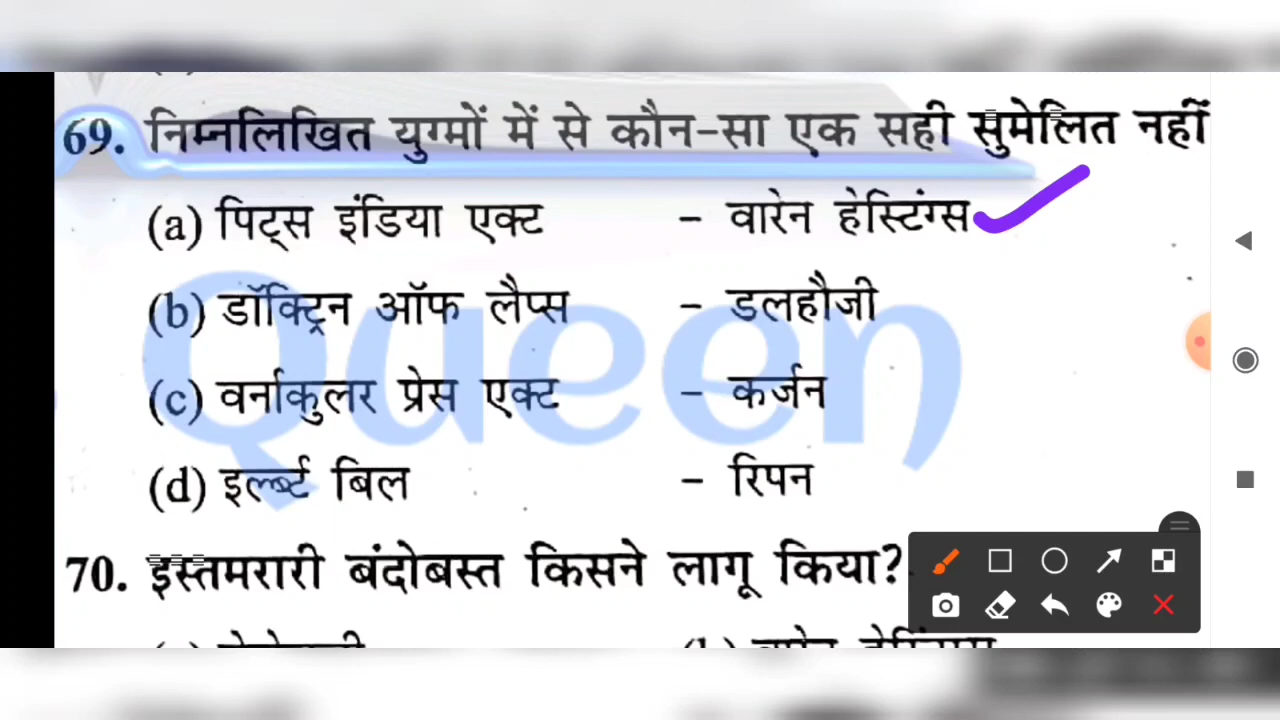 69. निम्नलिखित युग्मों में से कौन-सा एक सही सुमेलित नहीं
(a) पिट्स इंडिया एक्ट - वारेन हेस्टिंग्स
(b) डॉक्ट्रिन ऑफ लैप्स - डलहौजी
(c) वर्नाकुलर प्रेस एक्ट - कर्जन
(d) इल्बर्ट बिल - रिपन
Queen
70. इस्तमरारी बंदोबस्त किसने लागू किया?